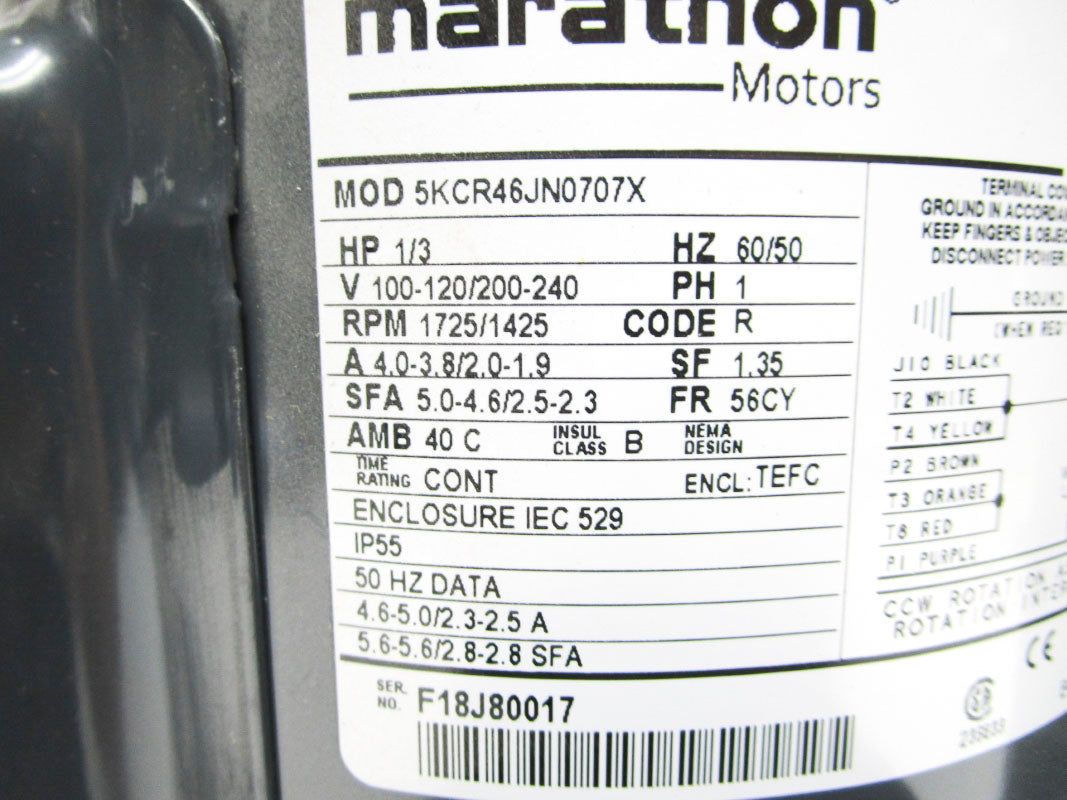 marathon®
Motors
MOD 5KCR46JN0707X
HP 1/3 HZ 60/50
V 100-120/200-240 PH 1
RPM 1725/1425 CODE R
A 4.0-3.8/2.0-1.9 SF 1.35
SFA 5.0-4.6/2.5-2.3 FR 56CY
AMB 40 C INSUL CLASS B NEMA DESIGN
TIME RATING CONT ENCL: TEFC
ENCLOSURE IEC 529
IP55
50 HZ DATA
4.6-5.0/2.3-2.5 A
5.6-5.6/2.8-2.8 SFA
SER. NO. F18J80017
TERMINAL
GROUND IN
KEEP FINGERS &
DISCONNECT POWER
GROUND
(WHEN
J10 BLACK
T2 WHITE
T4 YELLOW
P2 BROWN
T3 ORANGE
T8 RED
P1 PURPLE
CCW
ROTATION
CE